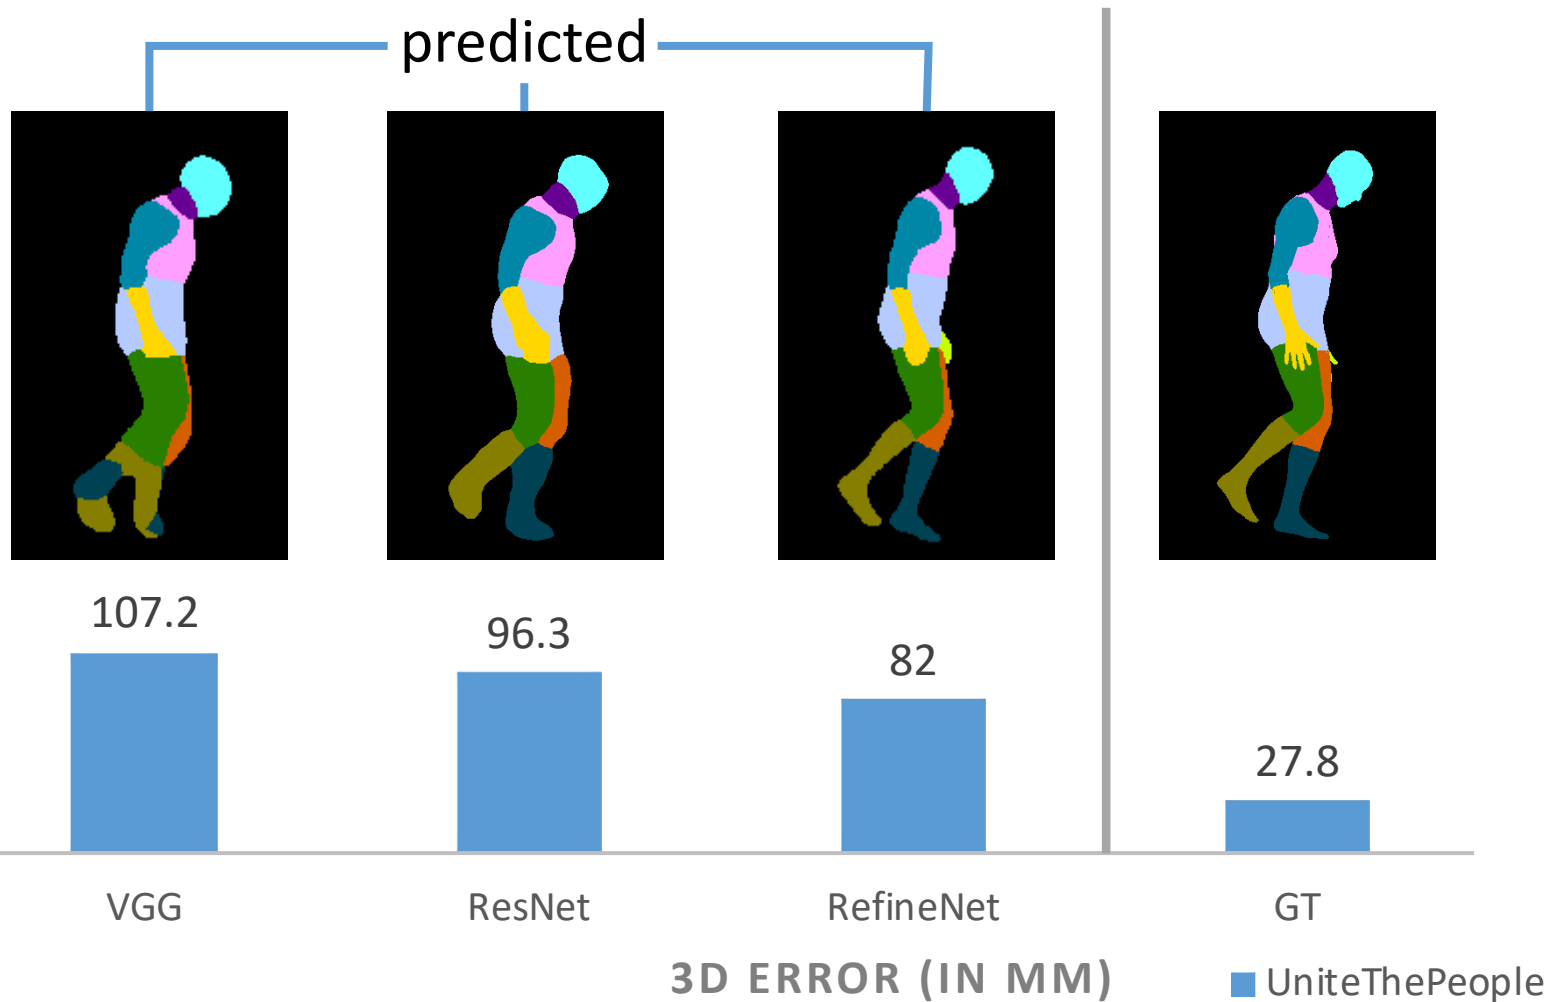 predicted
107.2
96.3
82
27.8
VGG
ResNet
RefineNet
GT
3D ERROR (IN MM)
UniteThePeople